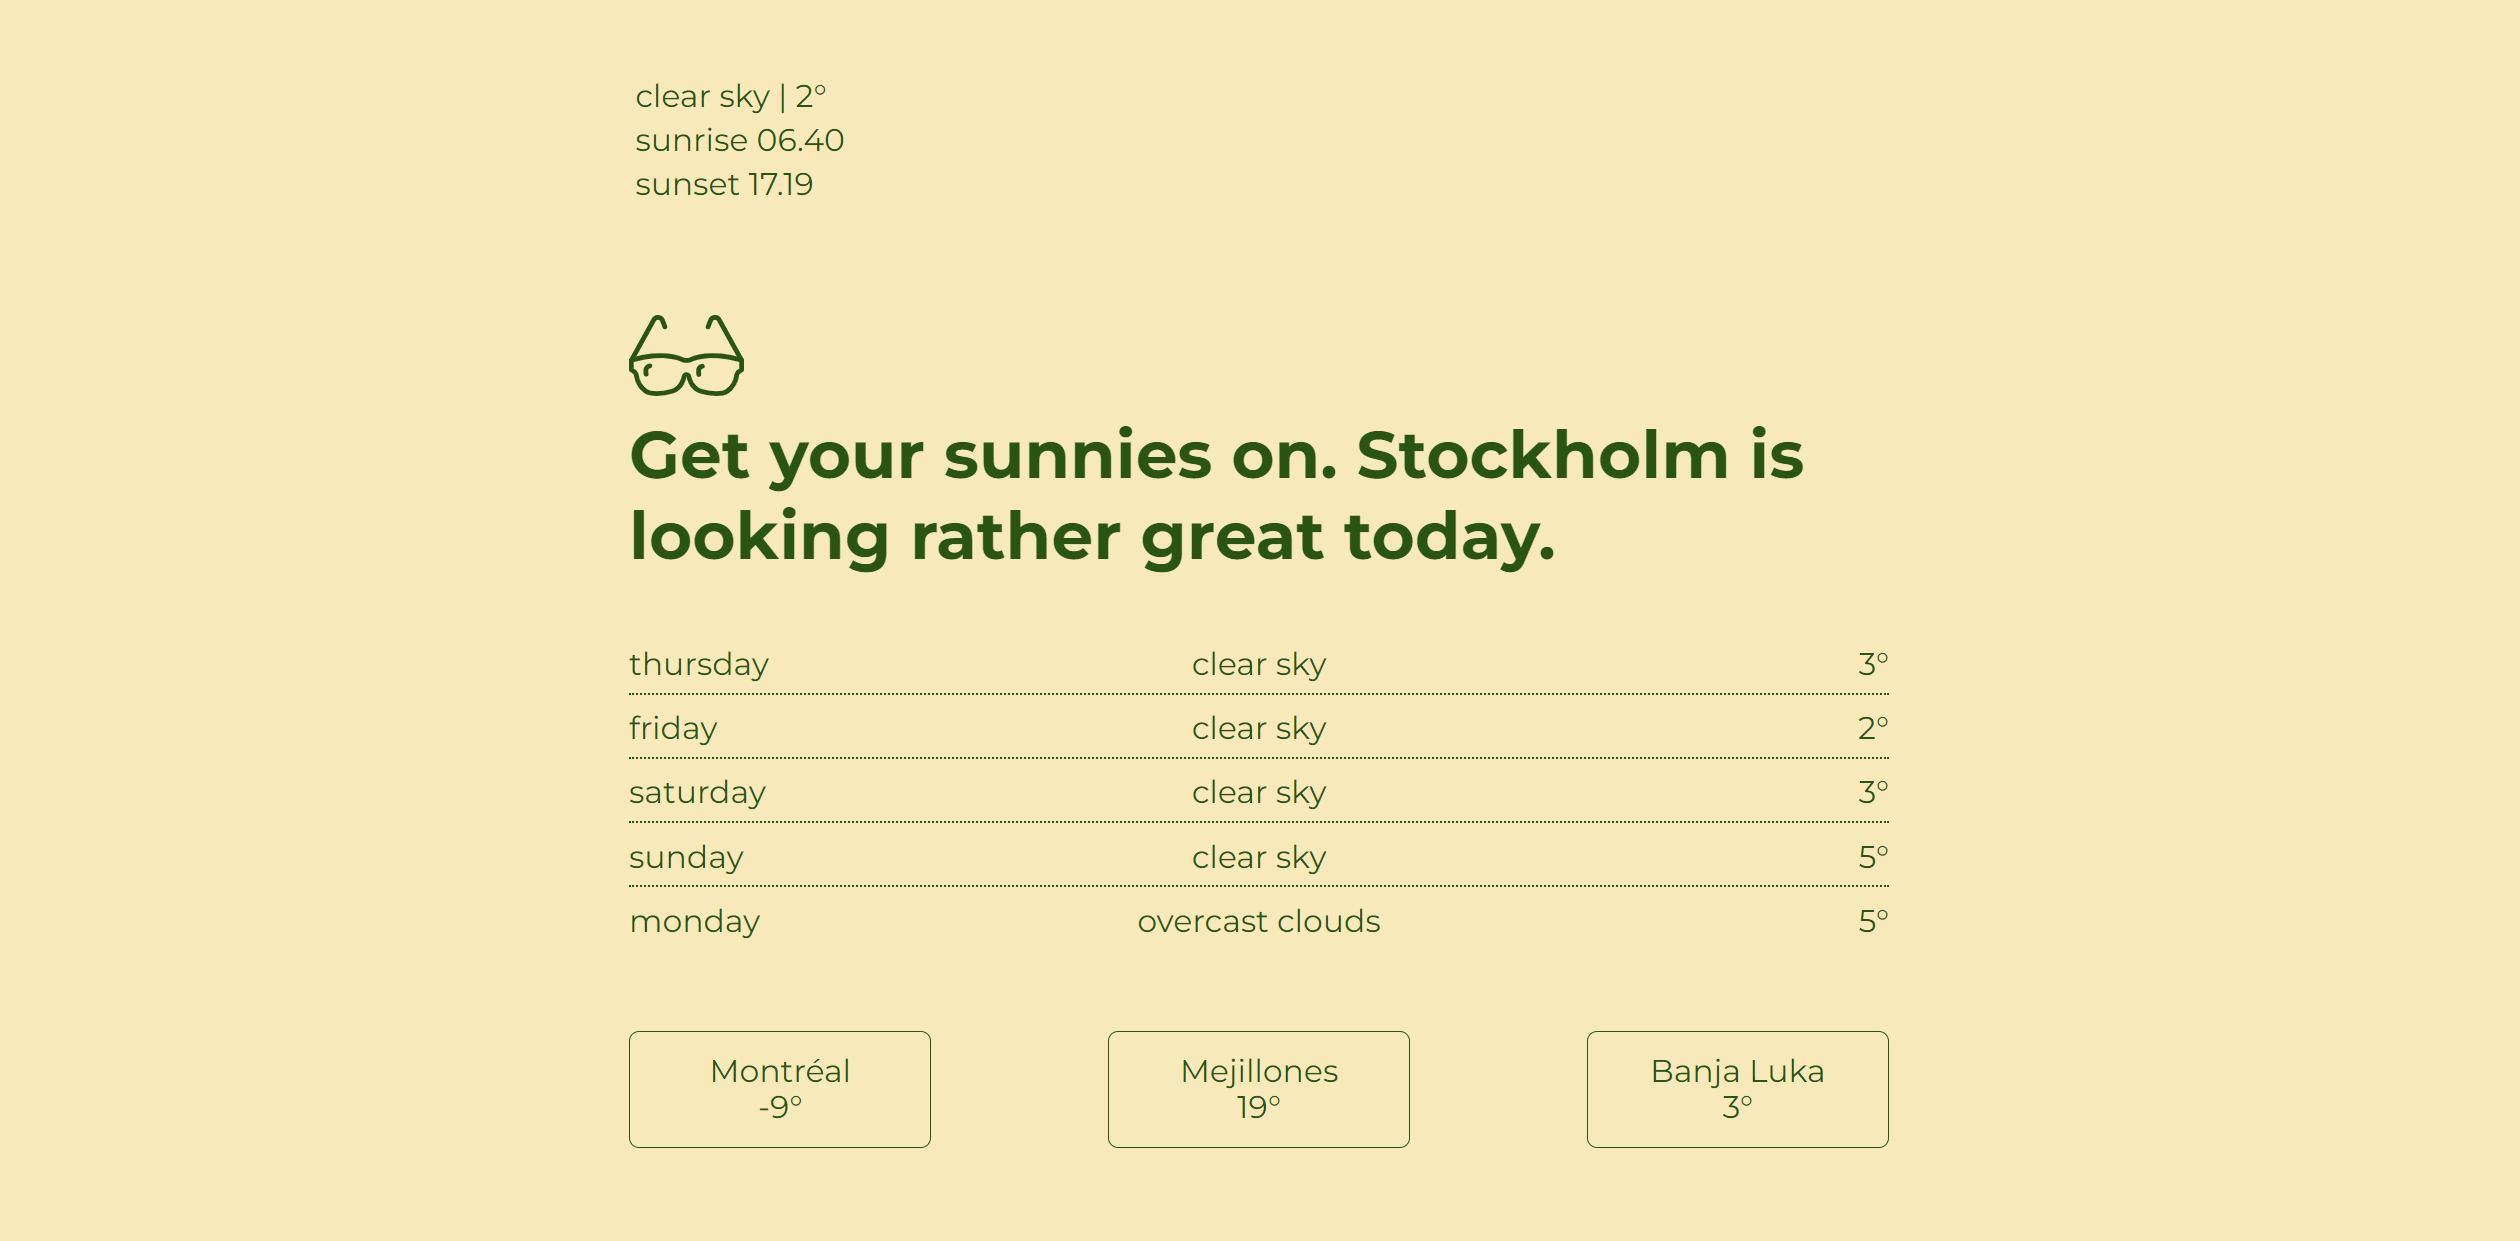 clear sky | 2°
sunrise 06.40
sunset 17.19
Get your sunnies on. Stockholm is
looking rather great today.
thursday clear sky 3°
friday clear sky 2°
saturday clear sky 3°
sunday clear sky 5°
monday overcast clouds 5°
Montréal
-9°
Mejillones
19°
Banja Luka
3°